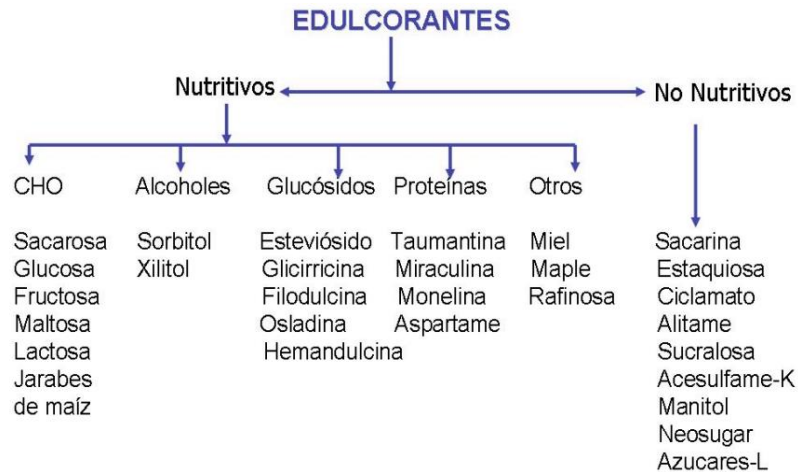 EDULCORANTES
Nutritivos
No Nutritivos
CHO
Sacarosa
Glucosa
Fructosa
Maltosa
Lactosa
Jarabes
de maíz
Alcoholes
Sorbitol
Xilitol
Glucósidos
Esteviósido
Glicirricina
Filodulcina
Osladina
Hemandulcina
Proteínas
Taumantina
Miraculina
Monelina
Aspartame
Otros
Miel
Maple
Rafinosa
Sacarina
Estaquiosa
Ciclamato
Alitame
Sucralosa
Acesulfame-K
Manitol
Neosugar
Azucares-L